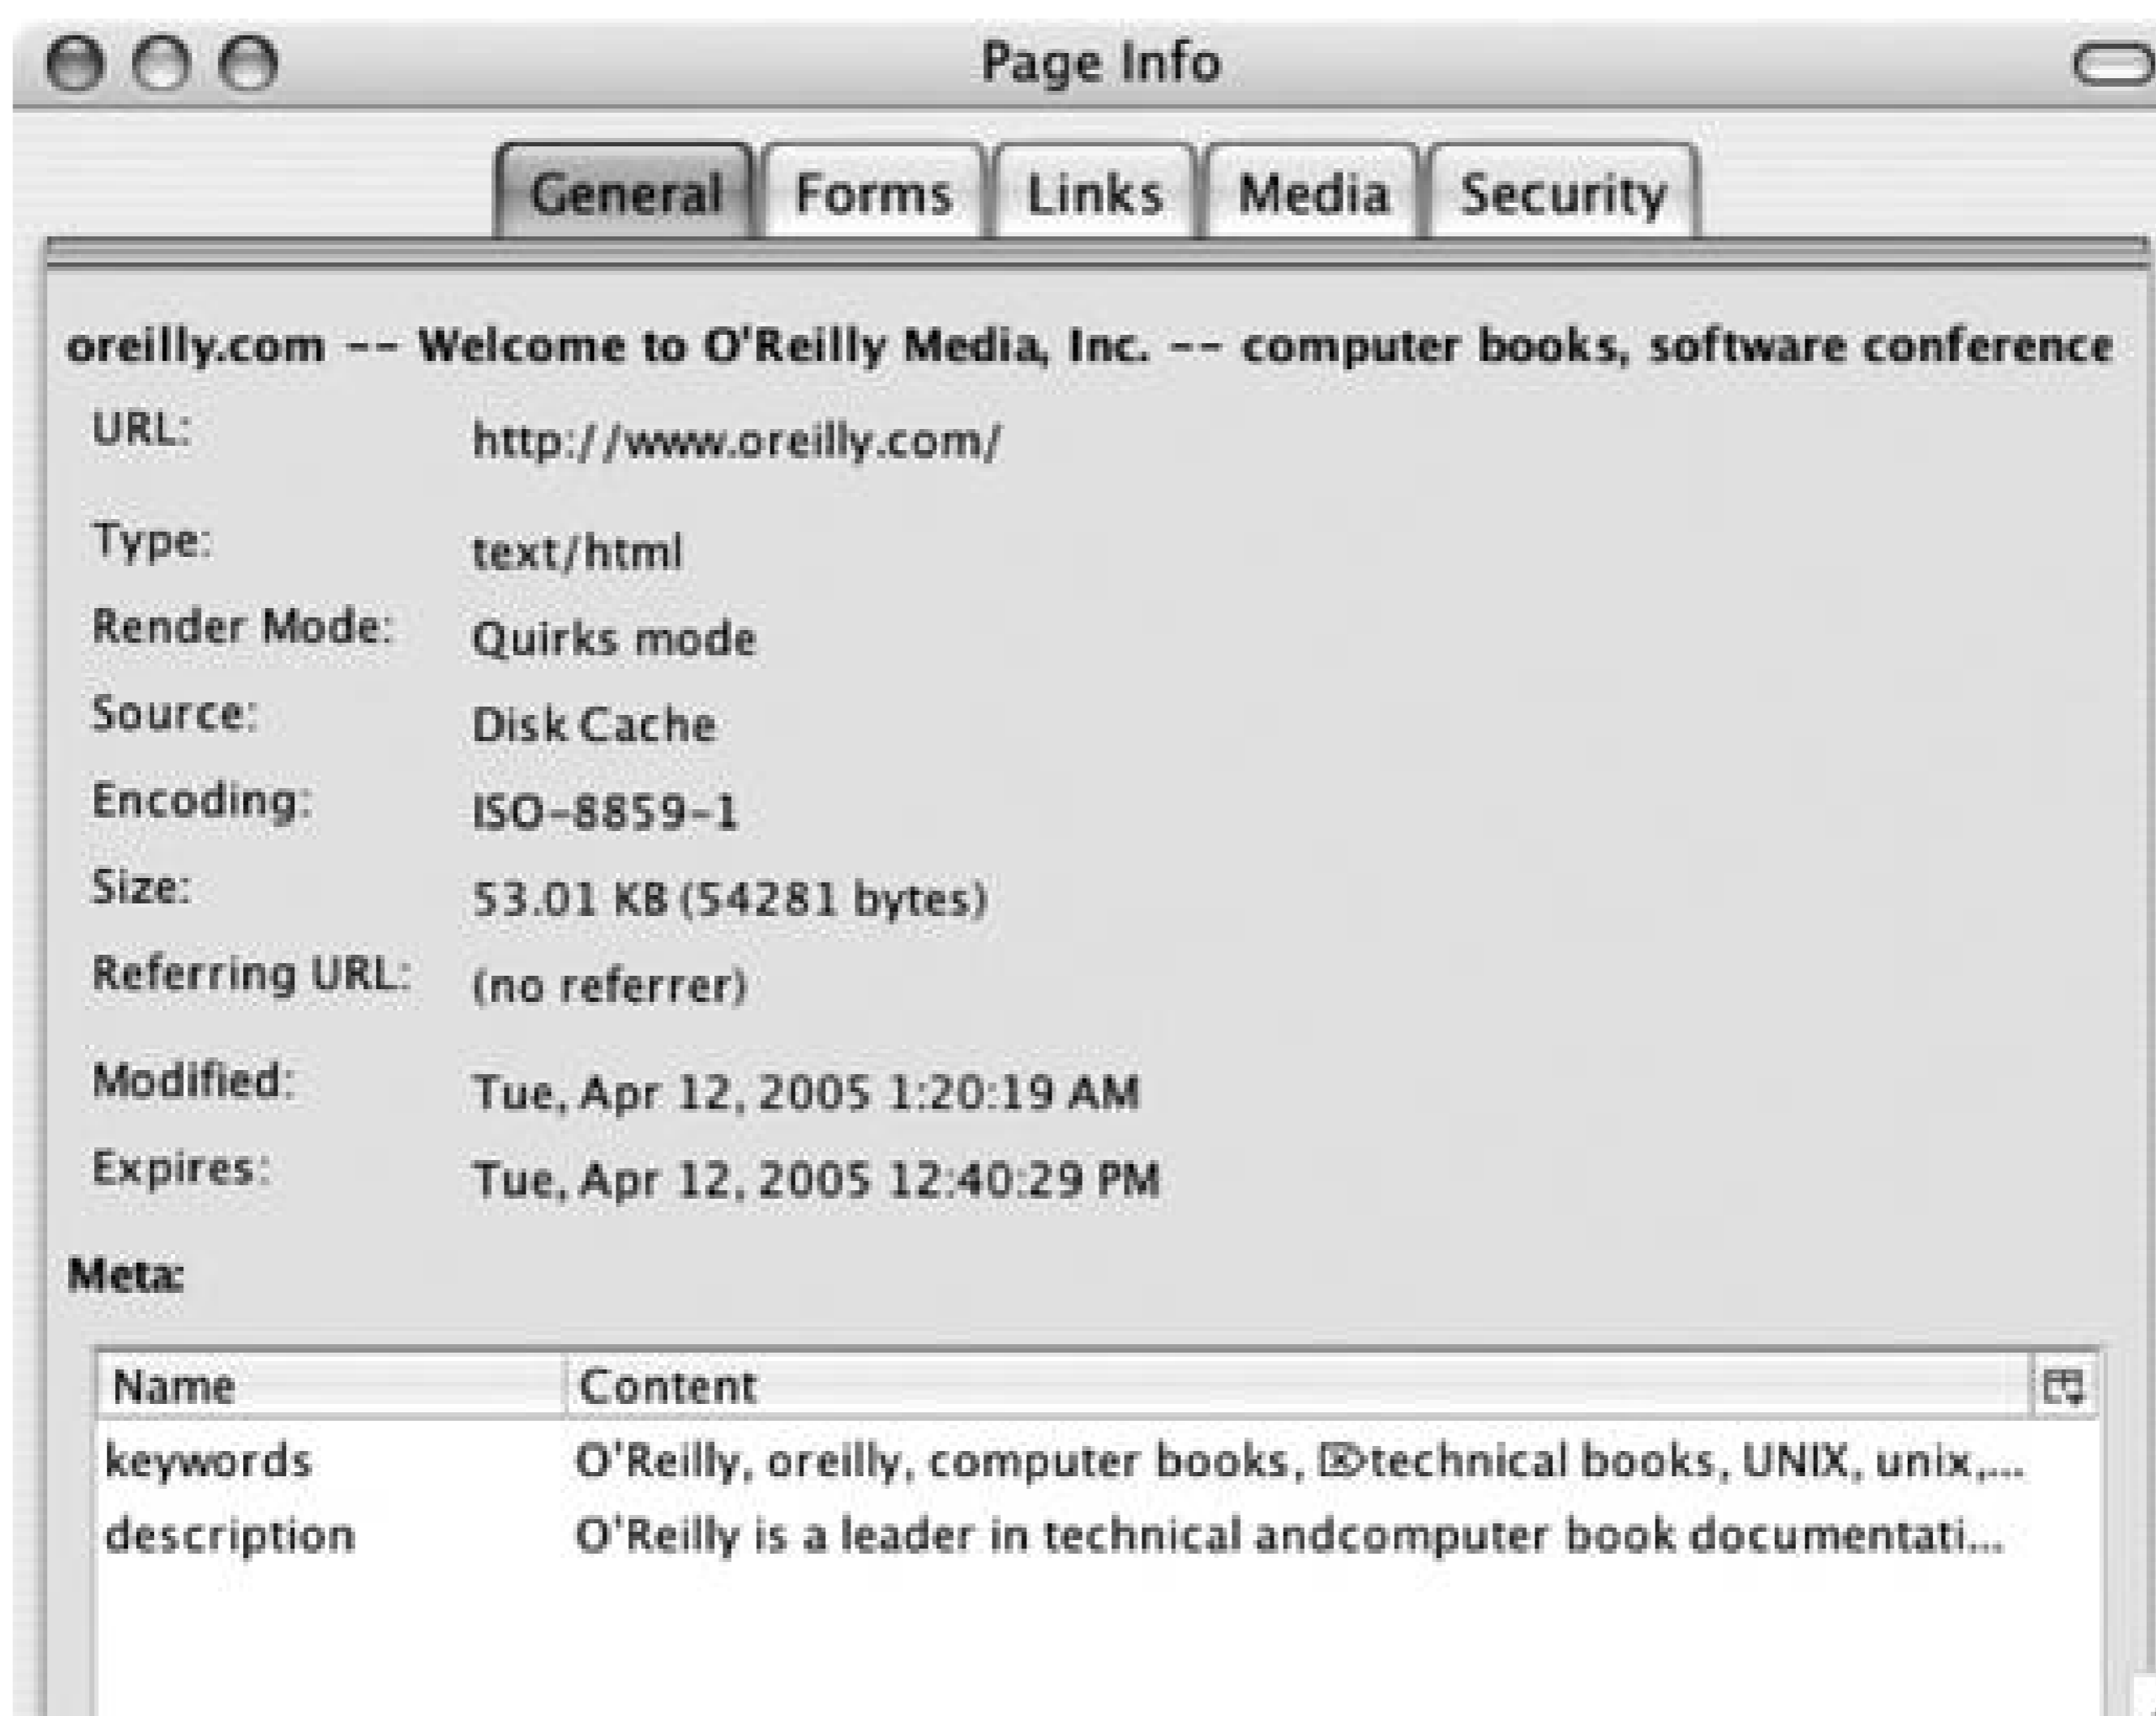 Page Info
General Forms Links Media Security
oreilly.com -- Welcome to O'Reilly Media, Inc. -- computer books, software conference
URL: http://www.oreilly.com/
Type: text/html
Render Mode: Quirks mode
Source: Disk Cache
Encoding: ISO-8859-1
Size: 53.01 KB (54281 bytes)
Referring URL: (no referrer)
Modified: Tue, Apr 12, 2005 1:20:19 AM
Expires: Tue, Apr 12, 2005 12:40:29 PM
Meta:
Name Content
keywords O'Reilly, oreilly, computer books, ⌦technical books, UNIX, unix,...
description O'Reilly is a leader in technical andcomputer book documentati...